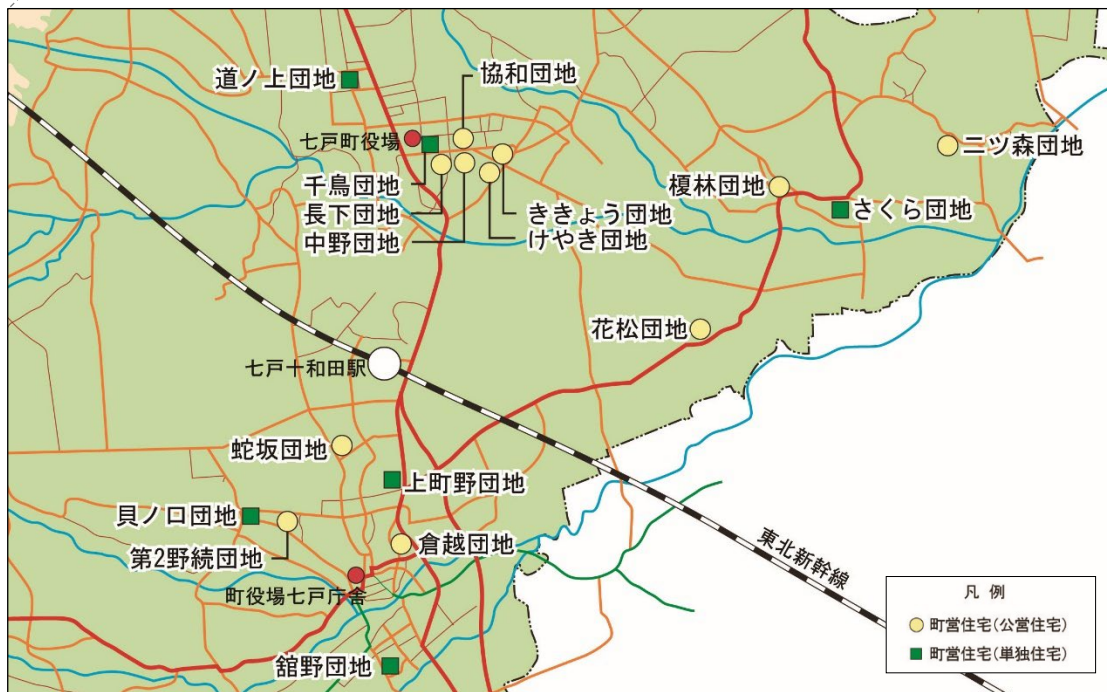 協和団地
道ノ上団地
七戸町役場
二ツ森団地
千鳥団地
榎林団地
長下団地
ききょう団地
さくら団地
中野団地
けやき団地
花松団地
七戸十和田駅
蛇坂団地
上町野団地
貝ノ口団地
第2野続団地
倉越団地
東北新幹線
町役場七戸庁舎
舘野団地
凡 例
町営住宅(公営住宅)
町営住宅(単独住宅)